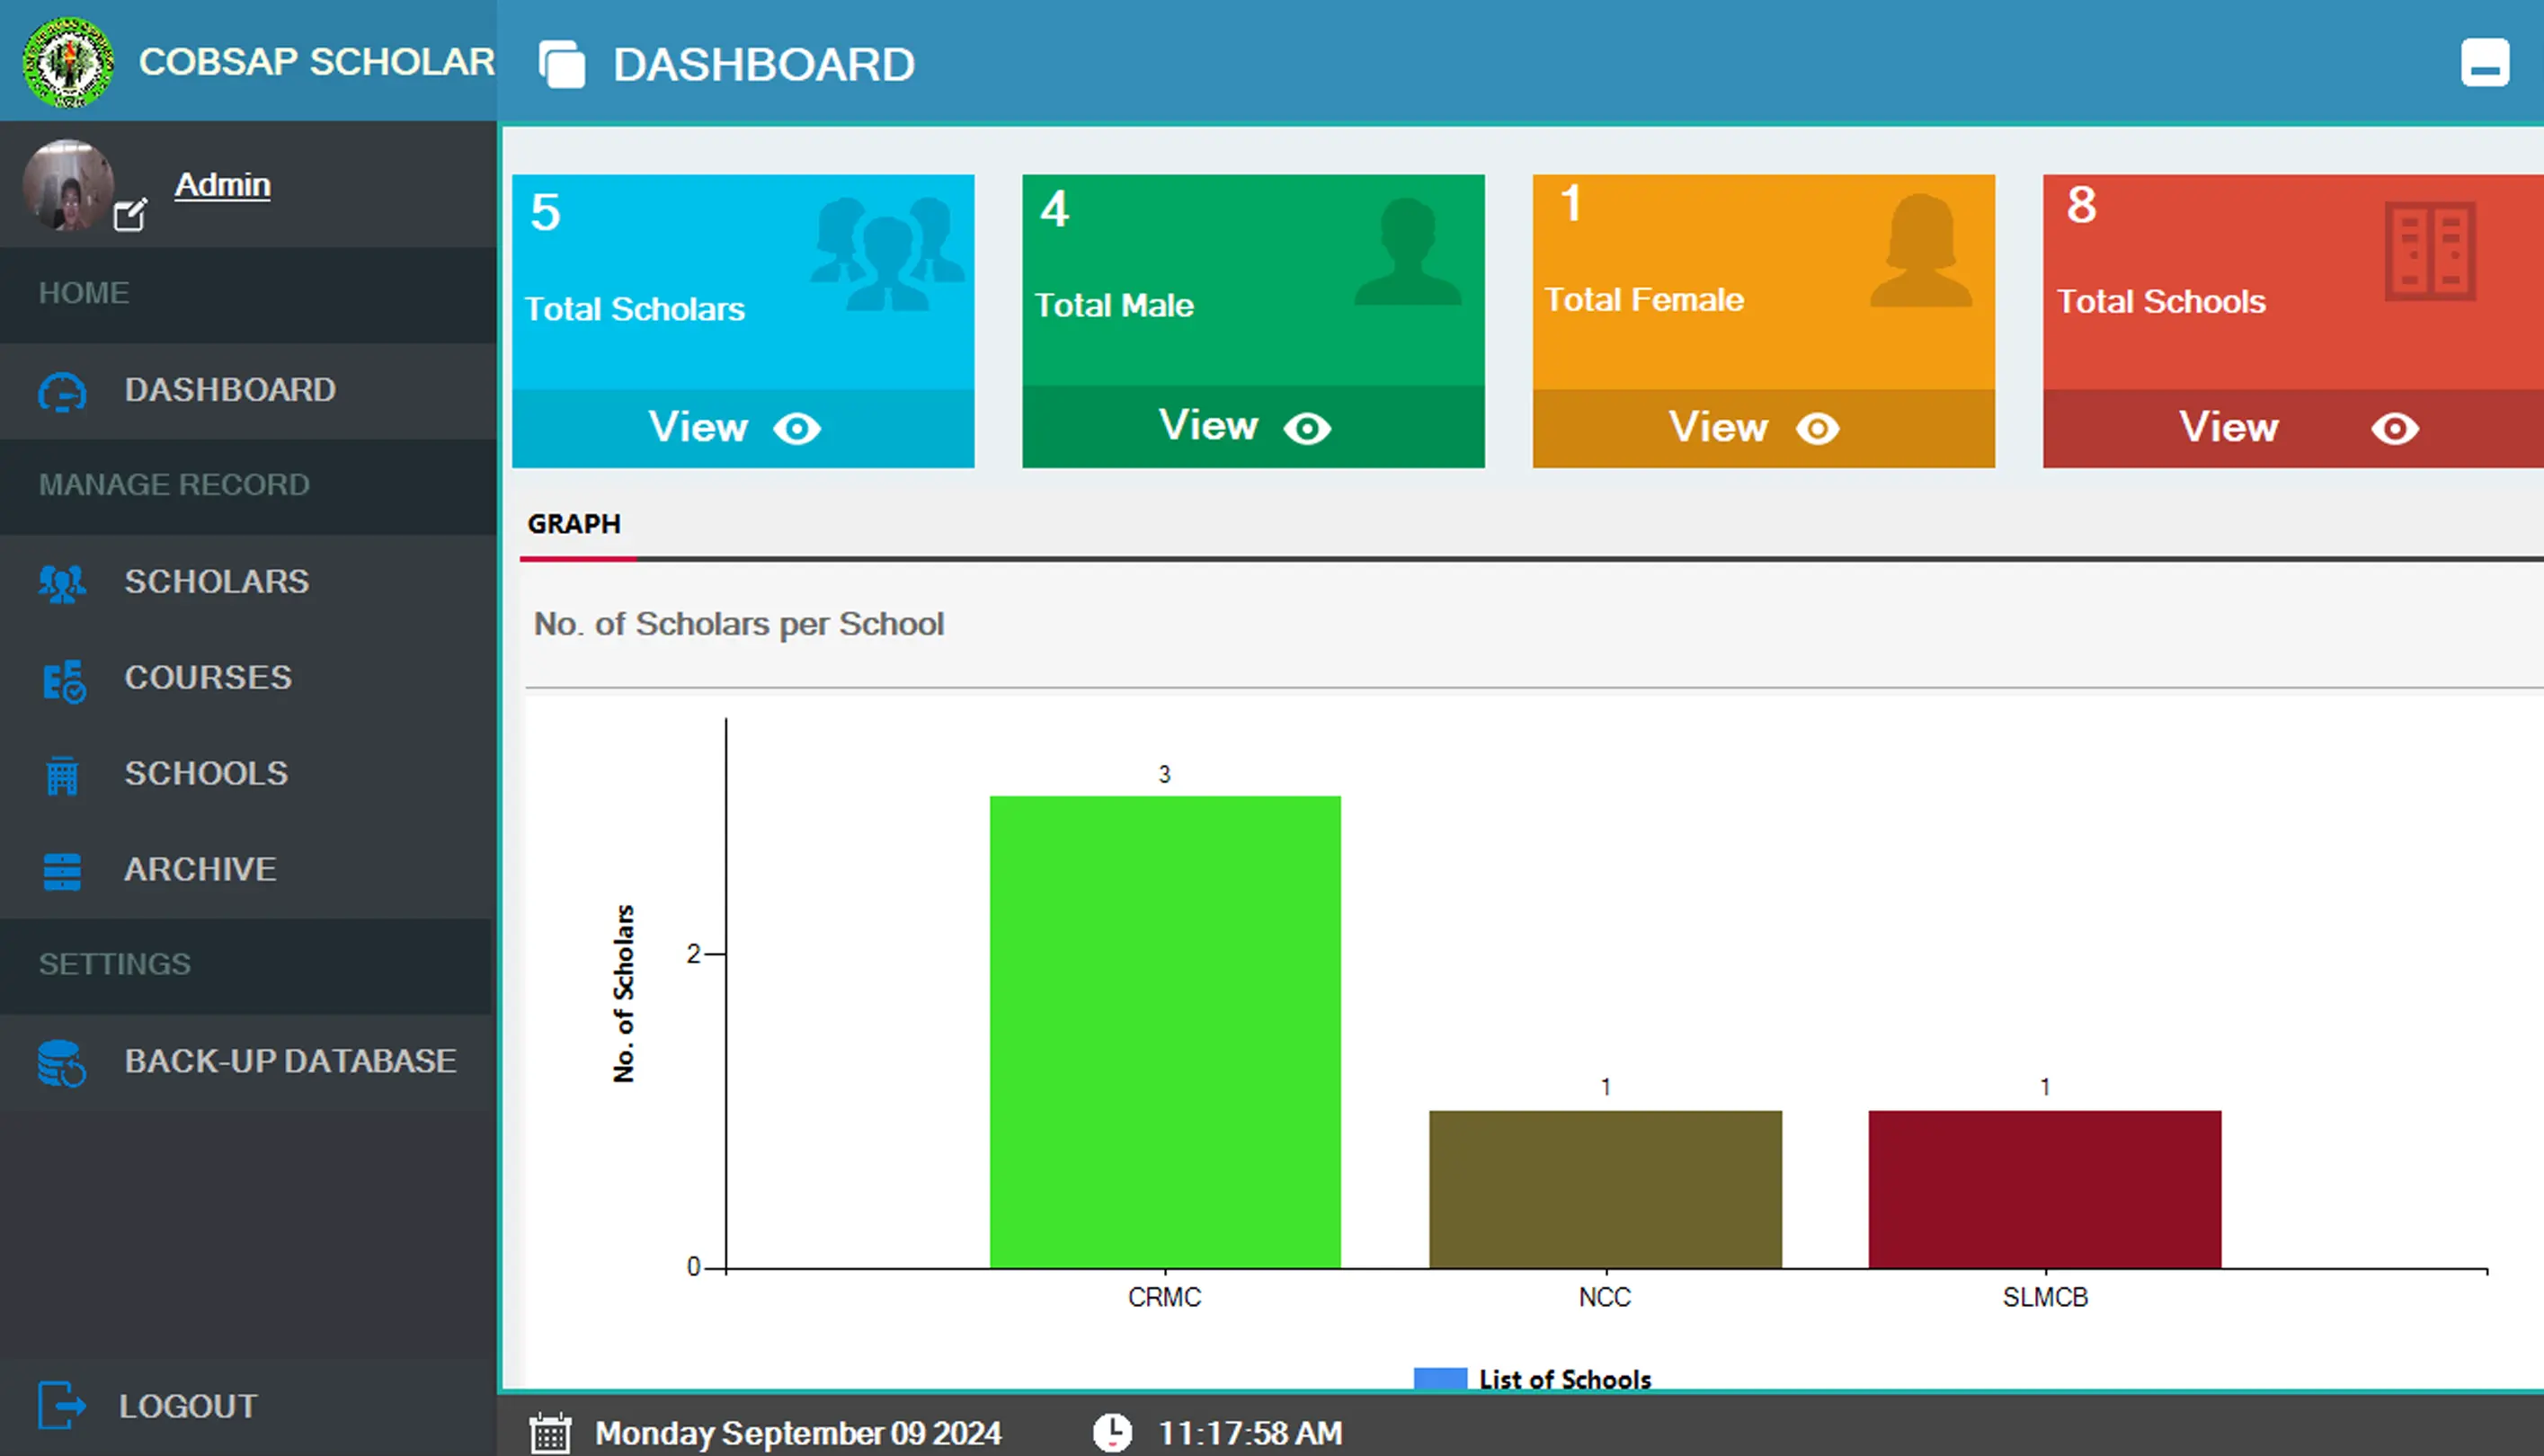 COBSAP SCHOLAR
DASHBOARD
Admin
HOME
DASHBOARD
MANAGE RECORD
SCHOLARS
COURSES
SCHOOLS
ARCHIVE
SETTINGS
BACK-UP DATABASE
LOGOUT
5
Total Scholars
View
4
Total Male
View
1
Total Female
View
8
Total Schools
View
GRAPH
No. of Scholars per School
No. of Scholars
2
0
3
1
1
CRMC
NCC
SLMCB
List of Schools
Monday September 09 2024
11:17:58 AM